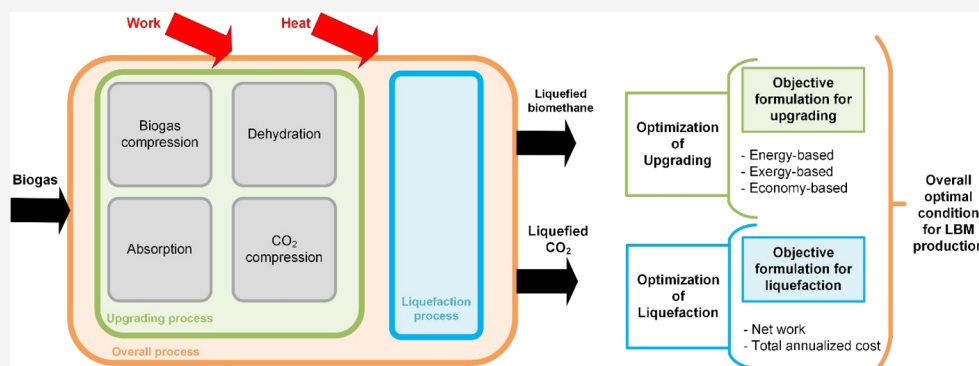 Work
Heat
Biogas
Biogas
compression
Dehydration
Absorption
CO₂
compression
Upgrading process
Overall process
Liquefaction
process
Liquefied
biomethane
Liquefied
CO₂
Optimization
of
Upgrading
Objective
formulation for
upgrading
- Energy-based
- Exergy-based
- Economy-based
Optimization
of
Liquefaction
Objective
formulation for
liquefaction
- Net work
- Total annualized cost
Overall
optimal
condition
for LBM
production